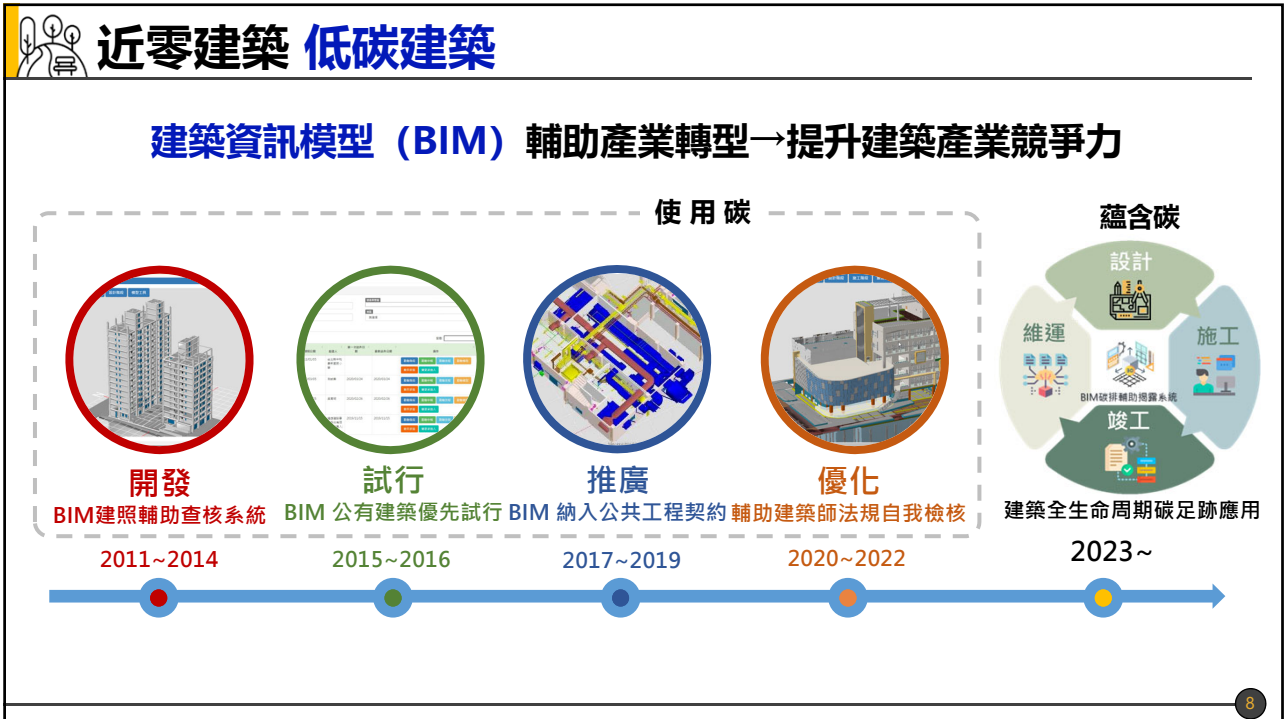 近零建築 低碳建築
建築資訊模型（BIM）輔助產業轉型→提升建築產業競爭力
使用碳
蘊含碳
設計
維運
施工
BIM碳排輔助揭露系統
竣工
開發
試行
推廣
優化
BIM建照輔助查核系統
BIM 公有建築優先試行
BIM 納入公共工程契約
輔助建築師法規自我檢核
建築全生命周期碳足跡應用
2011~2014
2015~2016
2017~2019
2020~2022
2023~
8